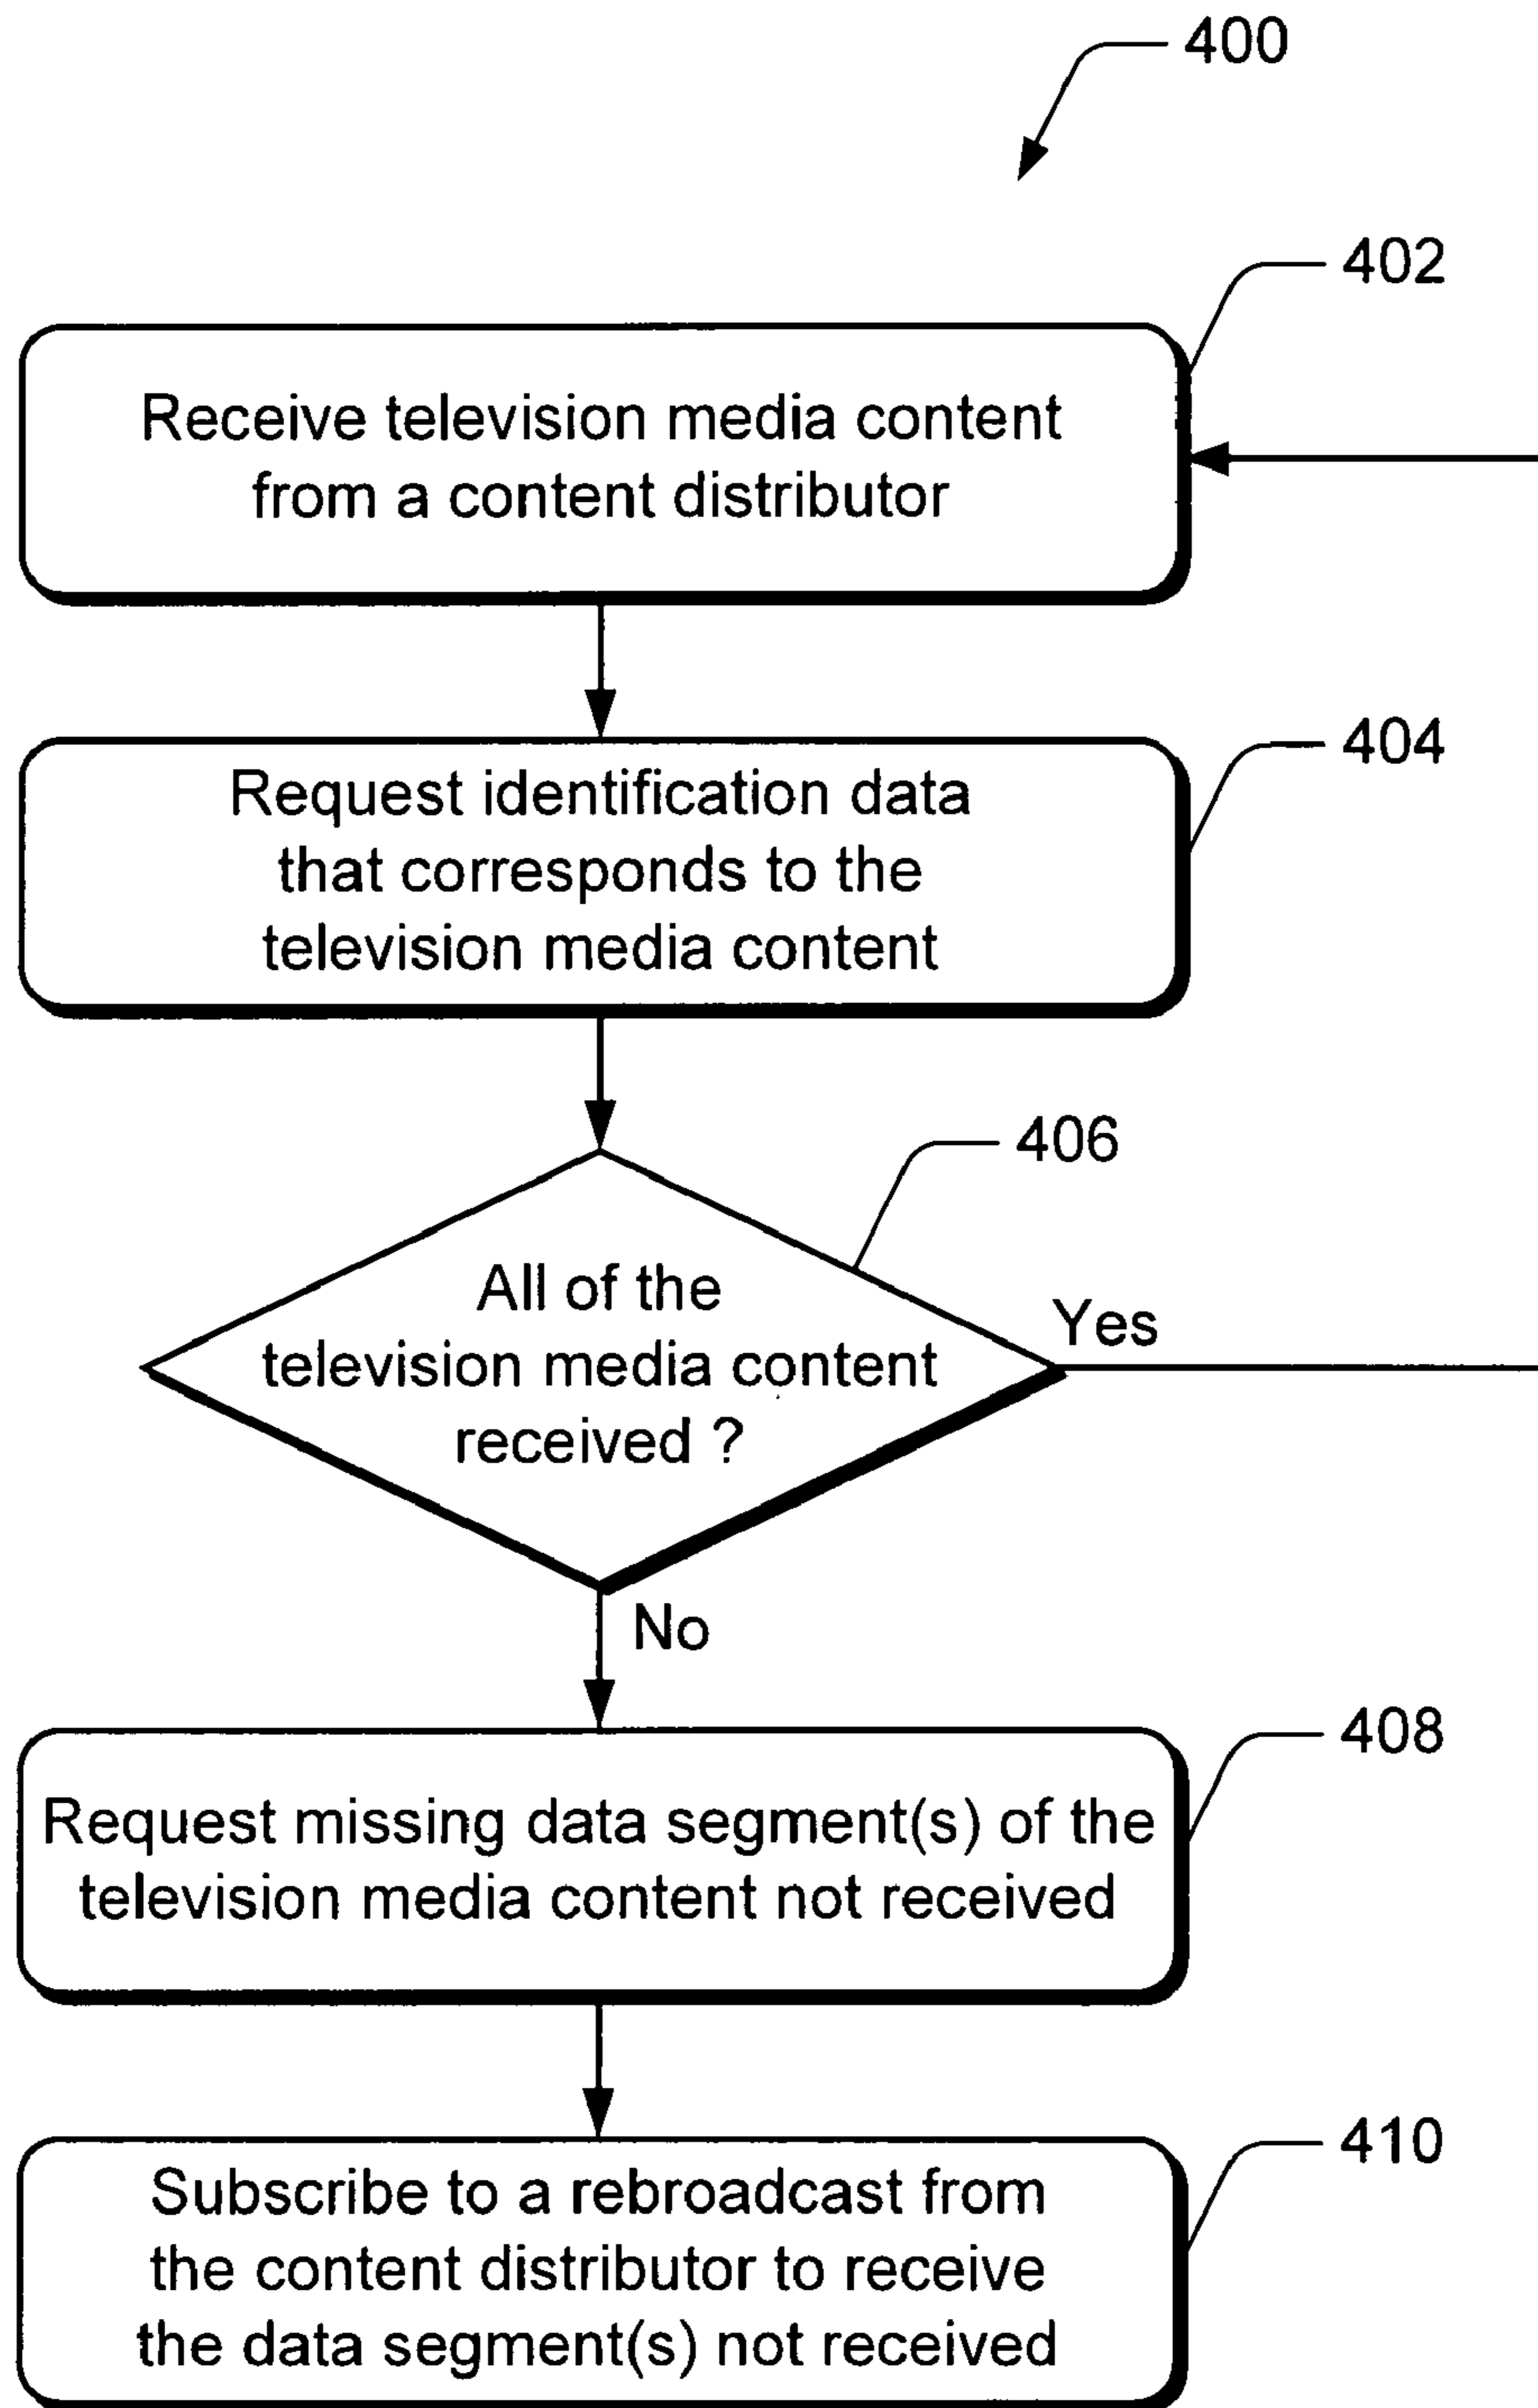 400
402
Receive television media content
from a content distributor
404
Request identification data
that corresponds to the
television media content
406
All of the
television media content
received ?
Yes
No
408
Request missing data segment(s) of the
television media content not received
410
Subscribe to a rebroadcast from
the content distributor to receive
the data segment(s) not received